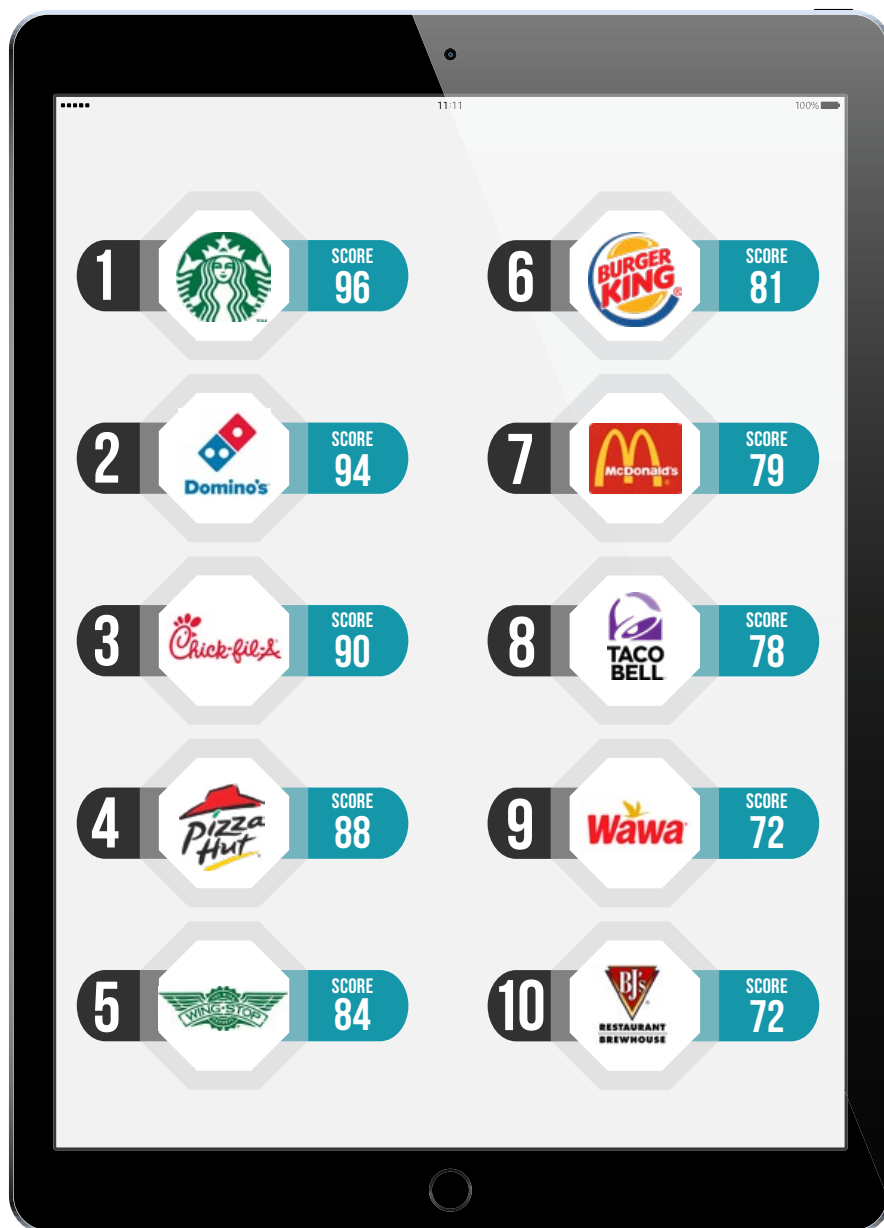 11:11
100%
1
SCORE
96
2
Domino's
SCORE
94
3
Chick-fil-A
SCORE
90
4
Pizza
Hut
SCORE
88
5
WING·STOP
SCORE
84
6
BURGER
KING
SCORE
81
7
McDonald's
SCORE
79
8
TACO
BELL
SCORE
78
9
Wawa
SCORE
72
10
BJ's
RESTAURANT
BREWHOUSE
SCORE
72